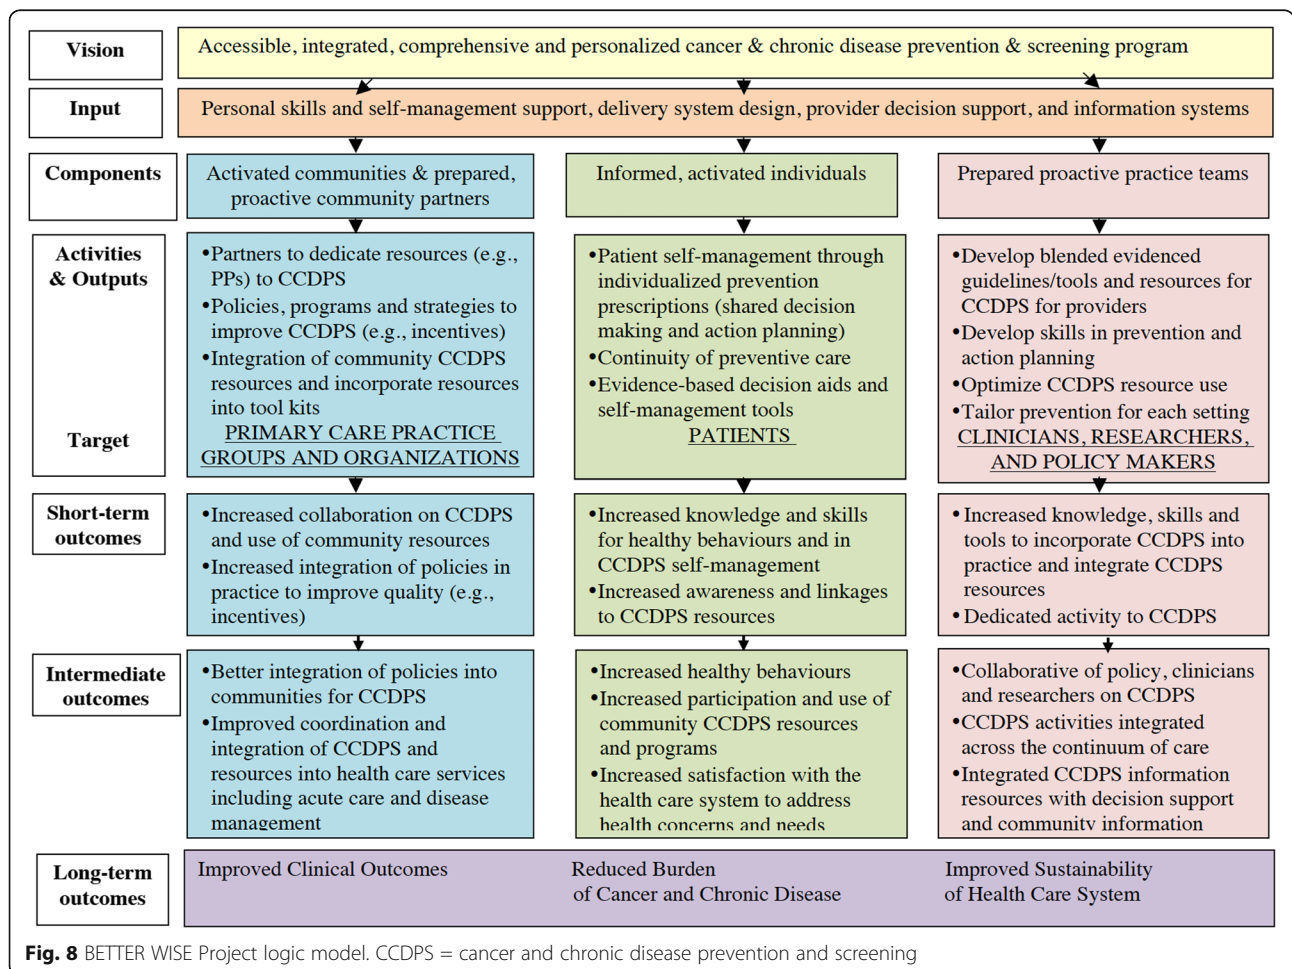 Vision
Accessible, integrated, comprehensive and personalized cancer & chronic disease prevention & screening program
Input
Personal skills and self-management support, delivery system design, provider decision support, and information systems
Components
Activated communities & prepared,
proactive community partners
Informed, activated individuals
Prepared proactive practice teams
Activities
& Outputs
Target
•Partners to dedicate resources (e.g.,
PPs) to CCDPS
•Policies, programs and strategies to
improve CCDPS (e.g., incentives)
•Integration of community CCDPS
resources and incorporate resources
into tool kits
PRIMARY CARE PRACTICE
GROUPS AND ORGANIZATIONS
•Patient self-management through
individualized prevention
prescriptions (shared decision
making and action planning)
•Continuity of preventive care
•Evidence-based decision aids and
self-management tools
PATIENTS
•Develop blended evidenced
guidelines/tools and resources for
CCDPS for providers
•Develop skills in prevention and
action planning
•Optimize CCDPS resource use
•Tailor prevention for each setting
CLINICIANS, RESEARCHERS,
AND POLICY MAKERS
Short-term
outcomes
•Increased collaboration on CCDPS
and use of community resources
•Increased integration of policies in
practice to improve quality (e.g.,
incentives)
•Increased knowledge and skills
for healthy behaviours and in
CCDPS self-management
•Increased awareness and linkages
to CCDPS resources
•Increased knowledge, skills and
tools to incorporate CCDPS into
practice and integrate CCDPS
resources
•Dedicated activity to CCDPS
Intermediate
outcomes
•Better integration of policies into
communities for CCDPS
•Improved coordination and
integration of CCDPS and
resources into health care services
including acute care and disease
management
•Increased healthy behaviours
•Increased participation and use of
community CCDPS resources
and programs
•Increased satisfaction with the
health care system to address
health concerns and needs
•Collaborative of policy, clinicians
and researchers on CCDPS
•CCDPS activities integrated
across the continuum of care
•Integrated CCDPS information
resources with decision support
and community information
Long-term
outcomes
Improved Clinical Outcomes
Reduced Burden
of Cancer and Chronic Disease
Improved Sustainability
of Health Care System
Fig. 8 BETTER WISE Project logic model. CCDPS = cancer and chronic disease prevention and screening